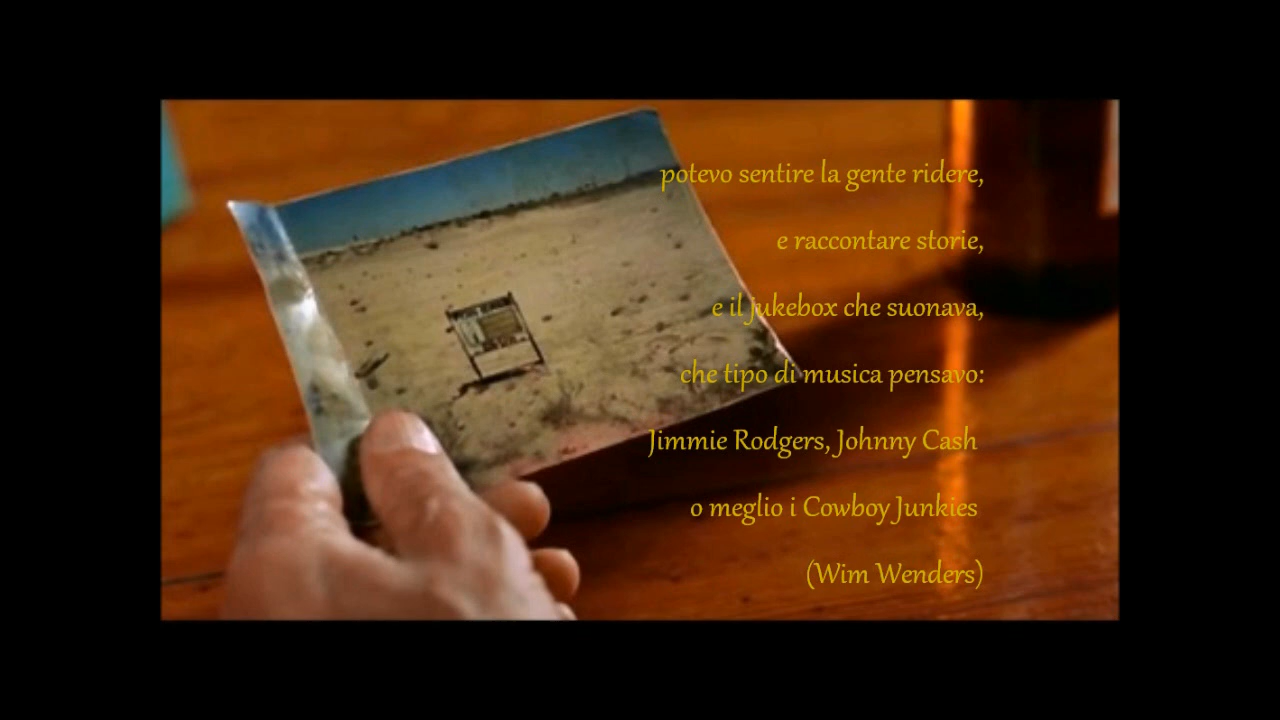 potevo sentire la gente ridere,
e raccontare storie,
e il jukebox che suonava,
che tipo di musica pensavo:
Jimmie Rodgers, Johnny Cash
o meglio i Cowboy Junkies
(Wim Wenders)